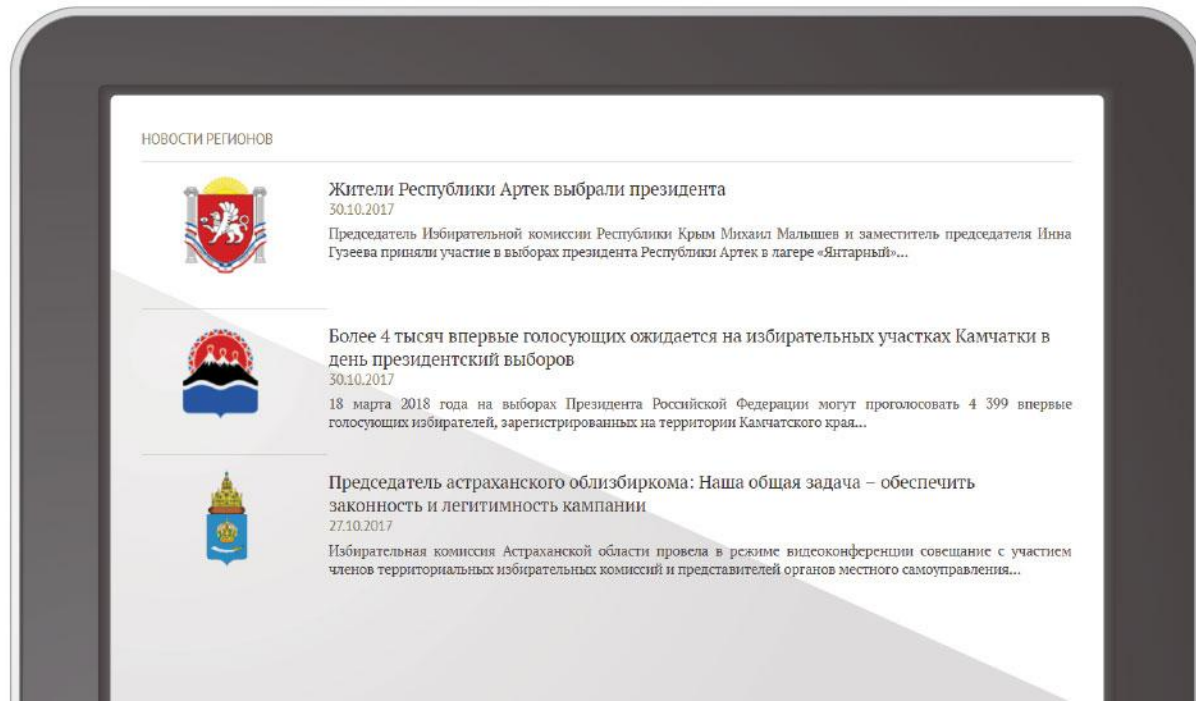 НОВОСТИ РЕГИОНОВ
Жители Республики Артек выбрали президента
30.10.2017
Председатель Избирательной комиссии Республики Крым Михаил Малышев и заместитель председателя Инна
Гузеева приняли участие в выборах президента Республики Артек в лагере «Янтарный»...
Более 4 тысяч впервые голосующих ожидается на избирательных участках Камчатки в
день президентский выборов
30.10.2017
18 марта 2018 года на выборах Президента Российской Федерации могут проголосовать 4 399 впервые
голосующих избирателей, зарегистрированных на территории Камчатского края...
Председатель астраханского облизбиркома: Наша общая задача – обеспечить
законность и легитимность кампании
27.10.2017
Избирательная комиссия Астраханской области провела в режиме видеоконференции совещание с участием
членов территориальных избирательных комиссий и представителей органов местного самоуправления...